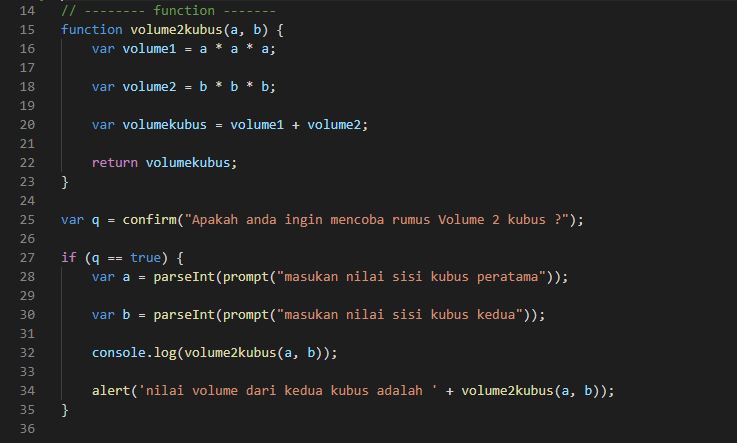 14 // -------- function -------
15 function volume2kubus(a, b) {
16     var volume1 = a * a * a;
17
18     var volume2 = b * b * b;
19
20     var volumekubus = volume1 + volume2;
21
22     return volumekubus;
23 }
24
25 var q = confirm("Apakah anda ingin mencoba rumus Volume 2 kubus ?");
26
27 if (q == true) {
28     var a = parseInt(prompt("masukan nilai sisi kubus peratama"));
29
30     var b = parseInt(prompt("masukan nilai sisi kubus kedua"));
31
32     console.log(volume2kubus(a, b));
33
34     alert('nilai volume dari kedua kubus adalah ' + volume2kubus(a, b));
35 }
36